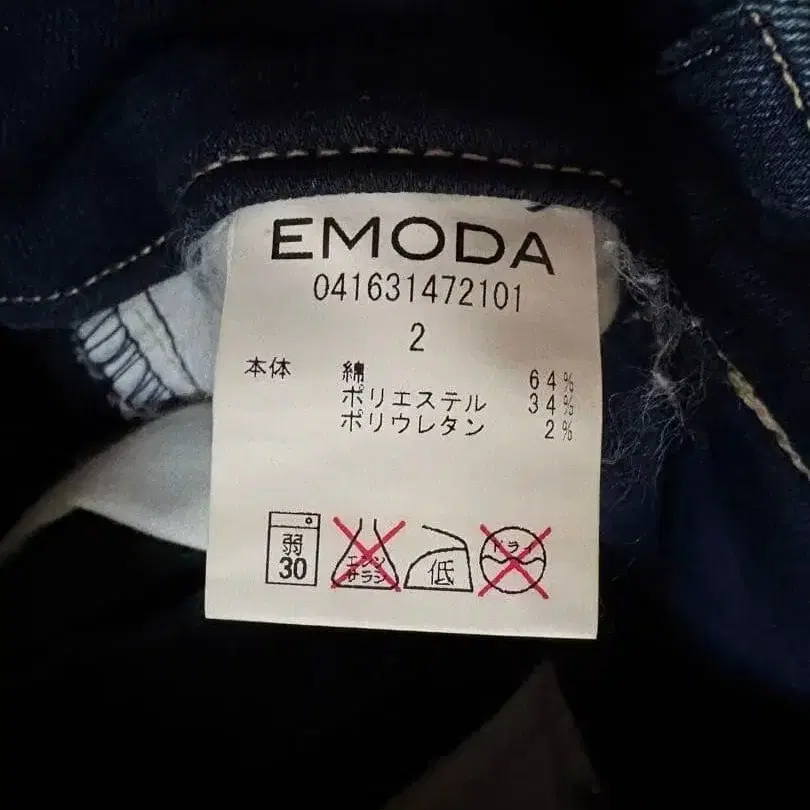 EMODA
041631472101
2
本体 綿 64%
ポリエステル 34%
ポリウレタン 2%
弱 エンソ 低 ドライ
30 サラシ